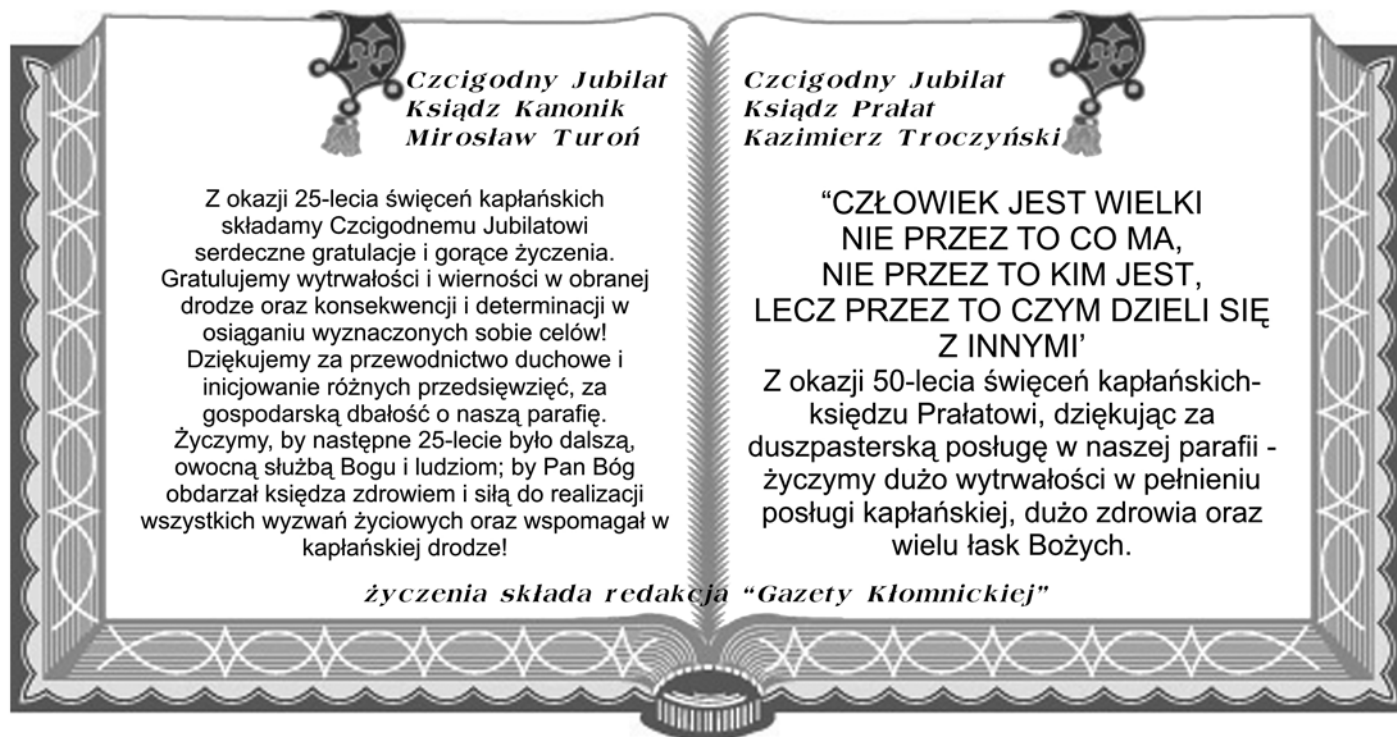 Czcigodny Jubilat
Ksiądz Kanonik
Mirosław Turoń
Z okazji 25-lecia święceń kapłańskich
składamy Czcigodnemu Jubilatowi
serdeczne gratulacje i gorące życzenia.
Gratulujemy wytrwałości i wierności w obranej
drodze oraz konsekwencji i determinacji w
osiąganiu wyznaczonych sobie celów!
Dziękujemy za przewodnictwo duchowe i
inicjowanie różnych przedsięwzięć, za
gospodarską dbałość o naszą parafię.
Życzymy, by następne 25-lecie było dalszą,
owocną służbą Bogu i ludziom; by Pan Bóg
obdarzał księdza zdrowiem i siłą do realizacji
wszystkich wyzwań życiowych oraz wspomagał w
kapłańskiej drodze!
Czcigodny Jubilat
Ksiądz Prałat
Kazimierz Troczyński
“CZŁOWIEK JEST WIELKI
NIE PRZEZ TO CO MA,
NIE PRZEZ TO KIM JEST,
LECZ PRZEZ TO CZYM DZIELI SIĘ
Z INNYMI’
Z okazji 50-lecia święceń kapłańskich-
księdzu Prałatowi, dziękując za
duszpasterską posługę w naszej parafii -
życzymy dużo wytrwałości w pełnieniu
posługi kapłańskiej, dużo zdrowia oraz
wielu łask Bożych.
życzenia składa redakcja “Gazety Kłomnickiej”